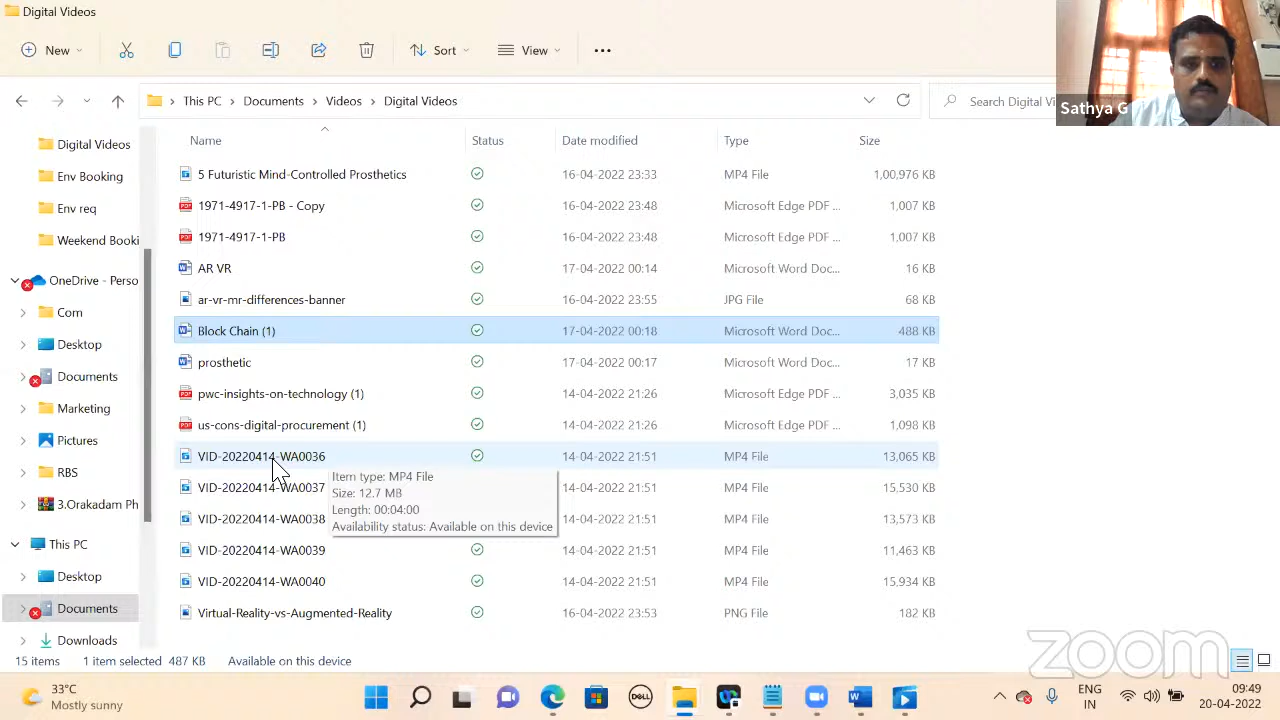 Digital Videos
New
Sort
View
This PC > Documents > Videos > Digital Videos
Search Digital Vi
Sathya G
Name Status Date modified Type Size
5 Futuristic Mind-Controlled Prosthetics 16-04-2022 23:33 MP4 File 1,00,976 KB
1971-4917-1-PB - Copy 16-04-2022 23:48 Microsoft Edge PDF ... 1,007 KB
1971-4917-1-PB 16-04-2022 23:48 Microsoft Edge PDF ... 1,007 KB
AR VR 17-04-2022 00:14 Microsoft Word Doc... 16 KB
ar-vr-mr-differences-banner 16-04-2022 23:55 JPG File 68 KB
Block Chain (1) 17-04-2022 00:18 Microsoft Word Doc... 488 KB
prosthetic 17-04-2022 00:17 Microsoft Word Doc... 17 KB
pwc-insights-on-technology (1) 14-04-2022 21:26 Microsoft Edge PDF ... 3,035 KB
us-cons-digital-procurement (1) 14-04-2022 21:26 Microsoft Edge PDF ... 1,098 KB
VID-20220414-WA0036 14-04-2022 21:51 MP4 File 13,065 KB
VID-20220414-WA0037 14-04-2022 21:51 MP4 File 15,530 KB
VID-20220414-WA0038 14-04-2022 21:51 MP4 File 13,573 KB
VID-20220414-WA0039 14-04-2022 21:51 MP4 File 11,463 KB
VID-20220414-WA0040 14-04-2022 21:51 MP4 File 15,934 KB
Virtual-Reality-vs-Augmented-Reality 16-04-2022 23:53 PNG File 182 KB
Item type: MP4 File
Size: 12.7 MB
Length: 00:04:00
Availability status: Available on this device
Digital Videos
Env Booking
Env req
Weekend Booki
OneDrive - Perso
Com
Desktop
Documents
Marketing
Pictures
RBS
3.Orakadam Ph
This PC
Desktop
Documents
Downloads
15 items 1 item selected 487 KB Available on this device
zoom
33°C
Mostly sunny
DELL
ENG
IN
09:49
20-04-2022